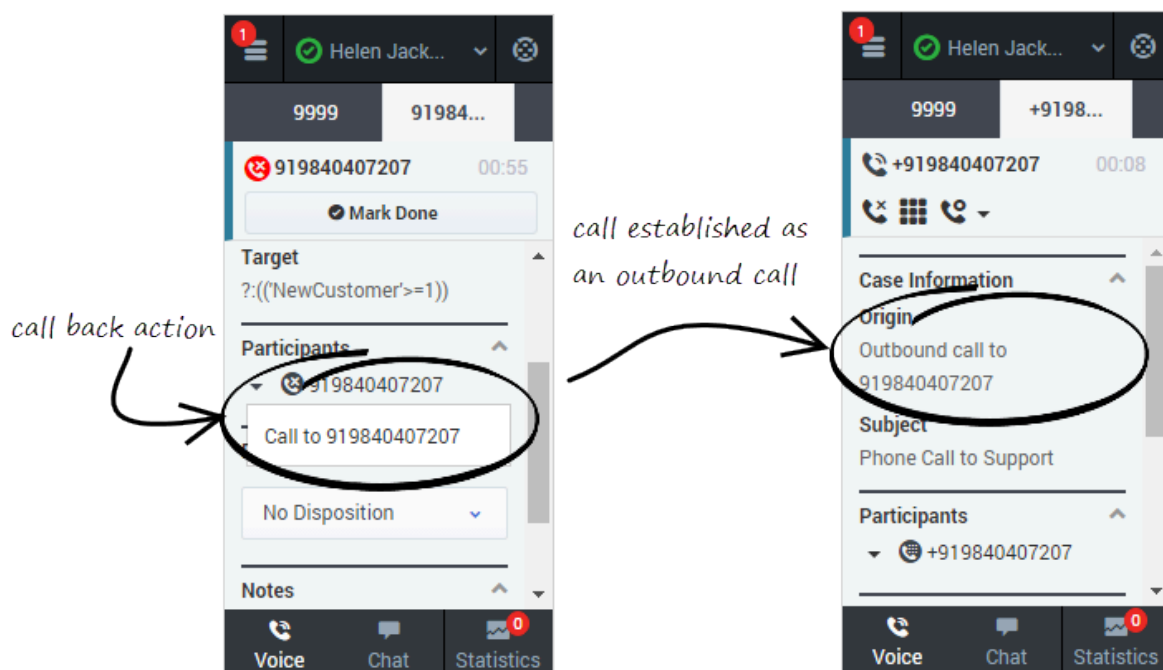 1
Helen Jack...
9999
91984...
919840407207
00:55
Mark Done
Target
?:(('NewCustomer'>=1))
Participants
919840407207
Call to 919840407207
No Disposition
Notes
Voice
Chat
0
Statistics
call back action
call established as
an outbound call
1
Helen Jack...
9999
+9198...
+919840407207
00:08
Case Information
Origin
Outbound call to
919840407207
Subject
Phone Call to Support
Participants
+919840407207
Voice
Chat
0
Statistics